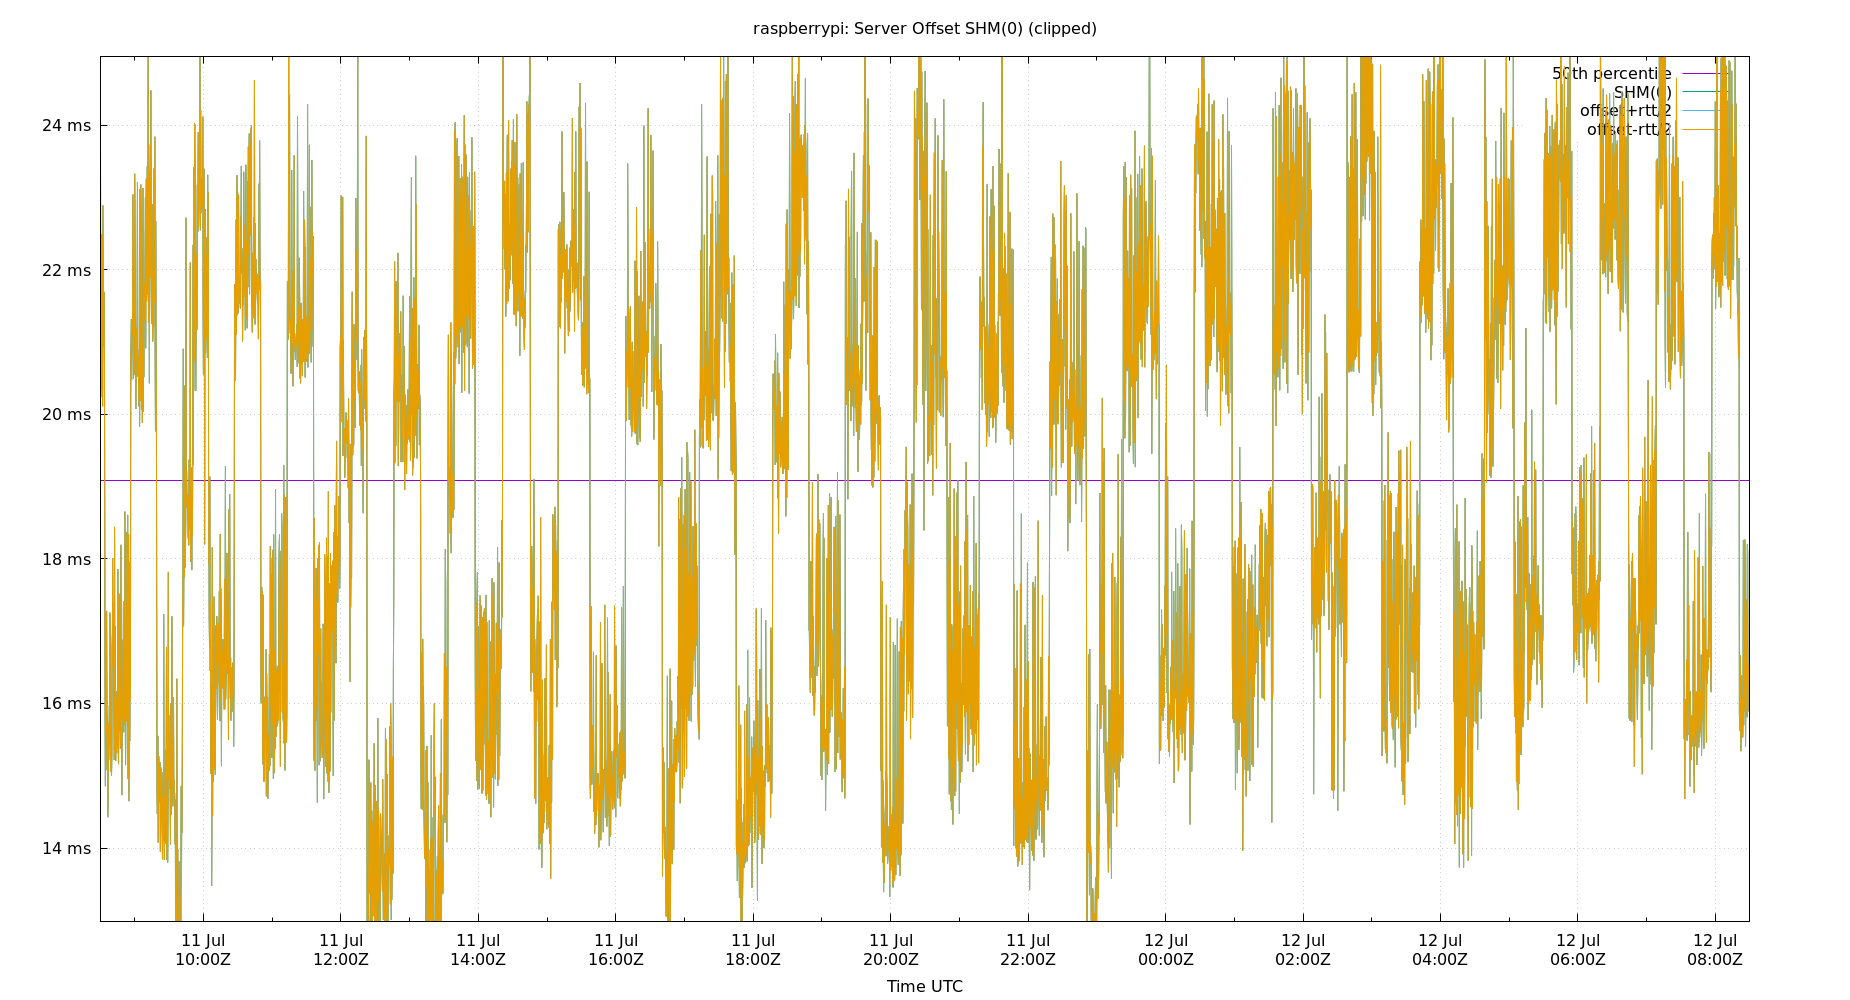 raspberrypi: Server Offset SHM(0) (clipped)
50th percentile
SHM(0)
offset+rtt/2
offset-rtt/2
24 ms
22 ms
20 ms
18 ms
16 ms
14 ms
11 Jul 11 Jul 11 Jul 11 Jul 11 Jul 11 Jul 11 Jul 12 Jul 12 Jul 12 Jul 12 Jul 12 Jul
10:00Z 12:00Z 14:00Z 16:00Z 18:00Z 20:00Z 22:00Z 00:00Z 02:00Z 04:00Z 06:00Z 08:00Z
Time UTC